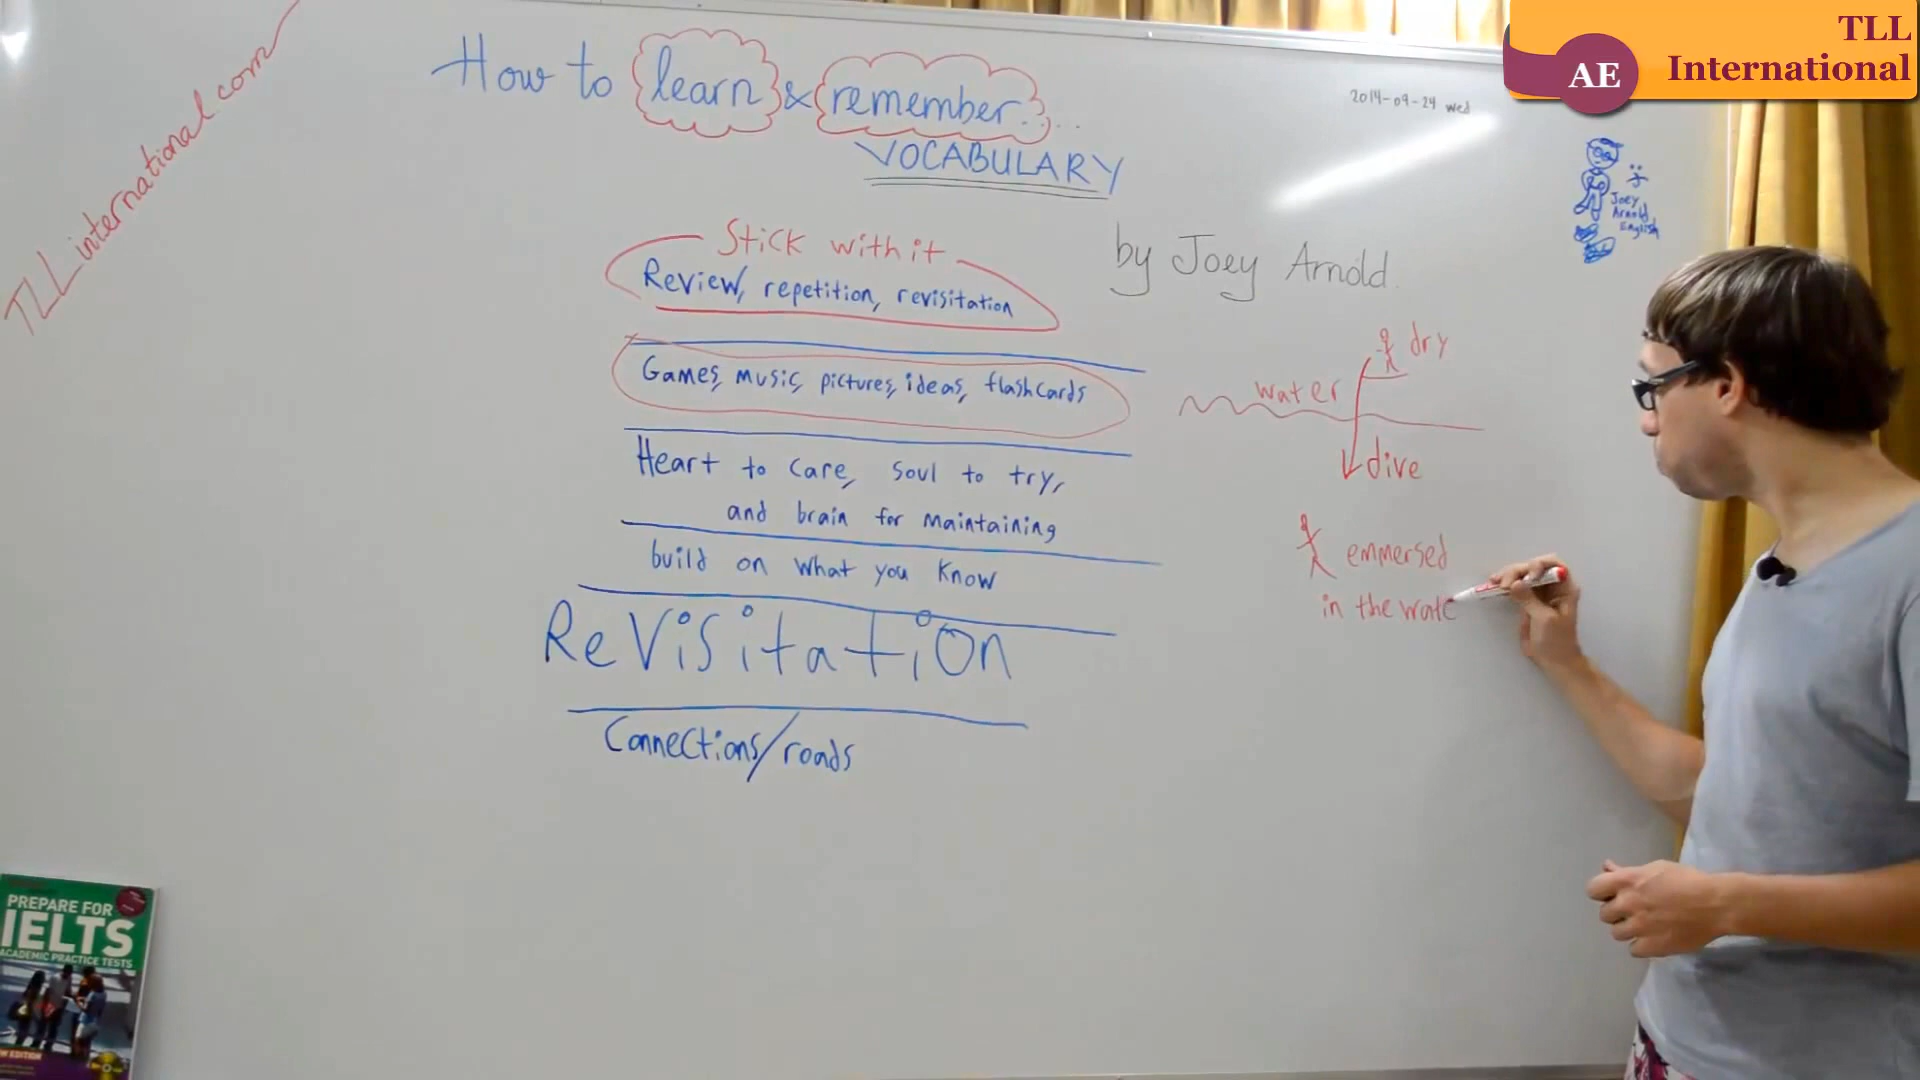 TLL
International
AE
TLLinternational.com
How to learn & remember.....
VOCABULARY
2014-09-24 wed
Joey
Arnold
English
by Joey Arnold.
Stick with it
Review, repetition, revisitation
Games, music, pictures, ideas, flashcards
Heart to care, soul to try,
and brain for maintaining
build on what you know
Revisitation
Connections/roads
dry
water
dive
emmersed
in the wate
PREPARE FOR
IELTS
ACADEMIC PRACTICE TESTS
W EDITION